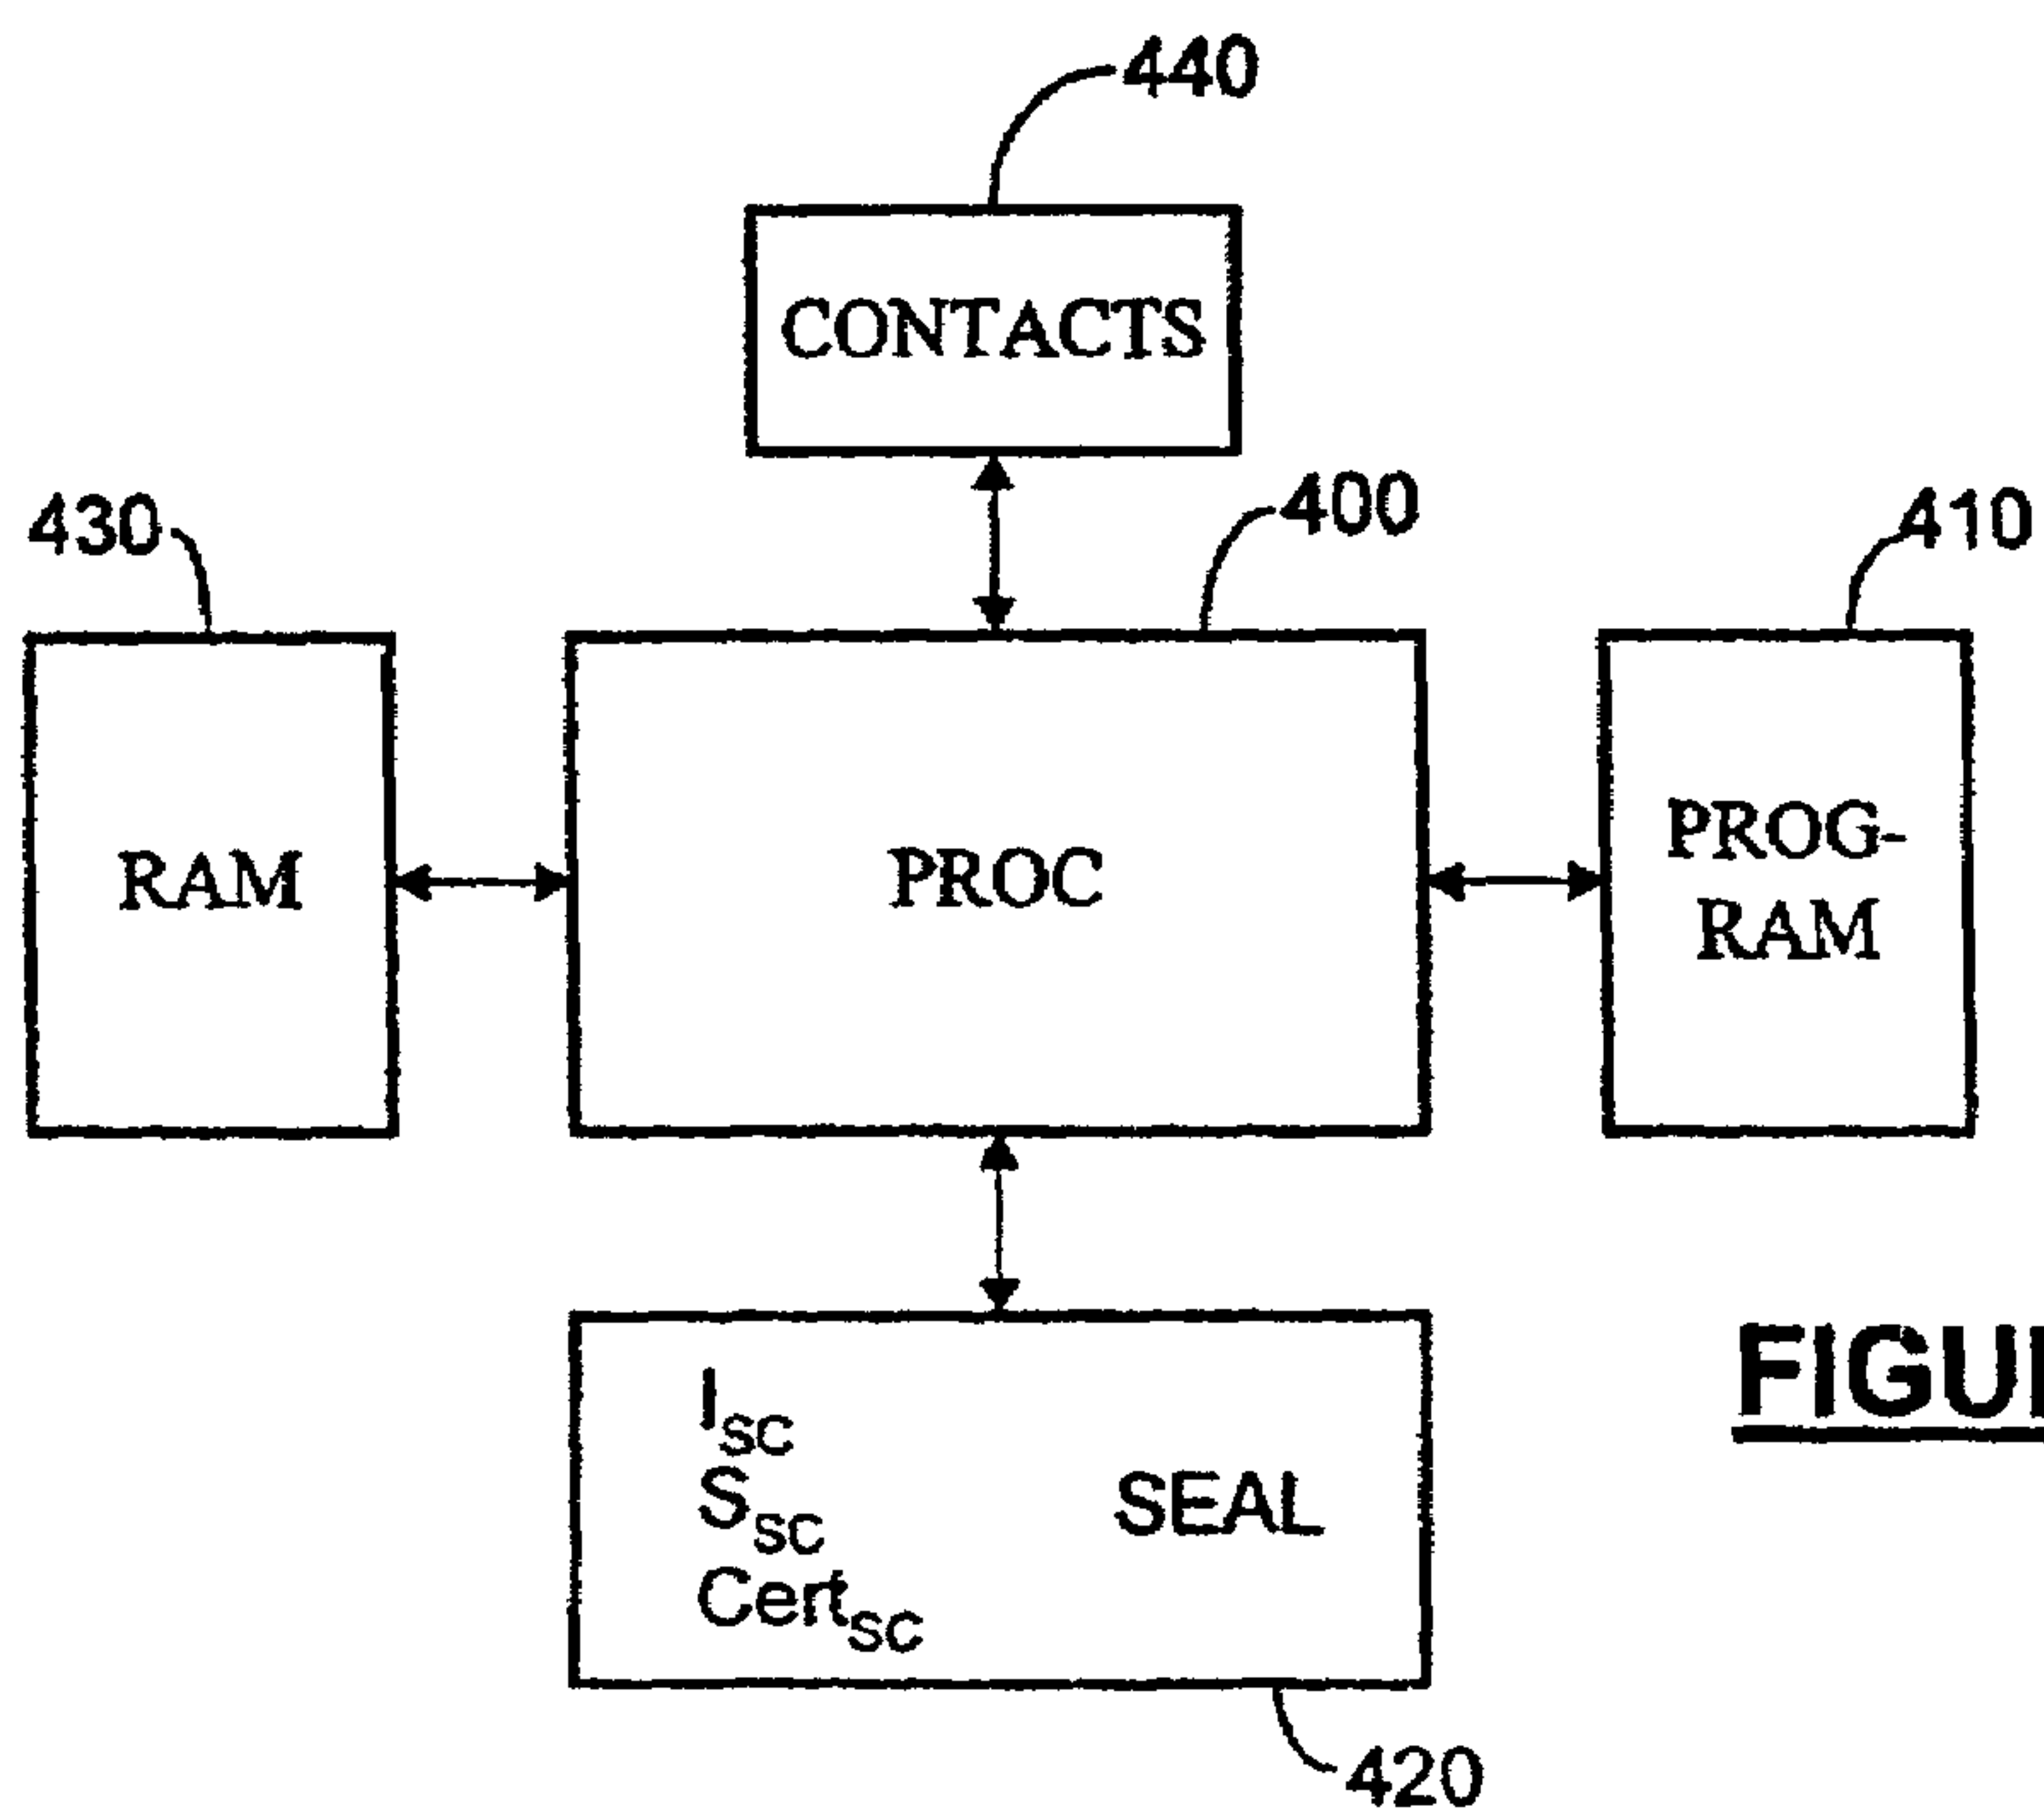 440
CONTACTS
430
400
410
RAM
PROC
PROG-
RAM
I_SC
S_SC
Cert_SC
SEAL
420